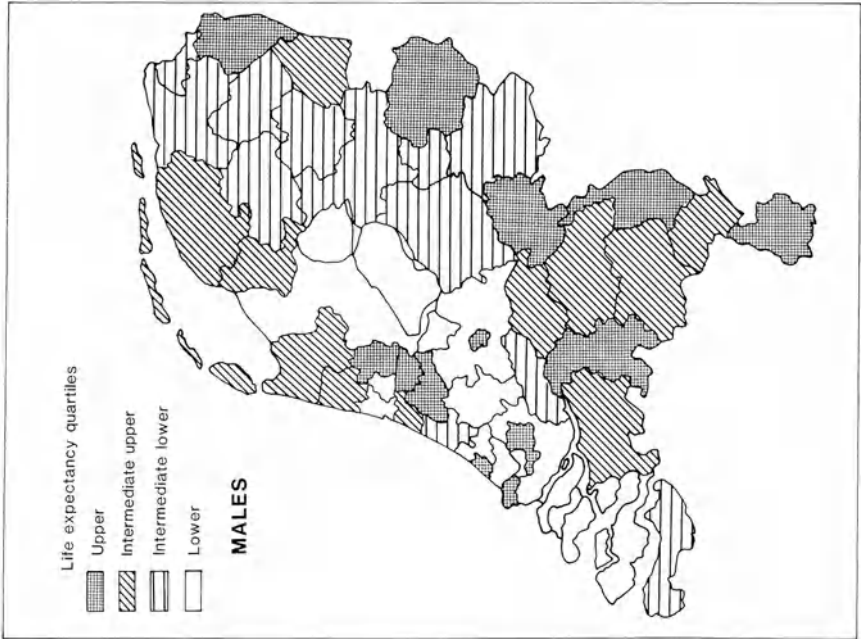 Life expectancy quartiles
Upper
Intermediate upper
Intermediate lower
Lower
MALES